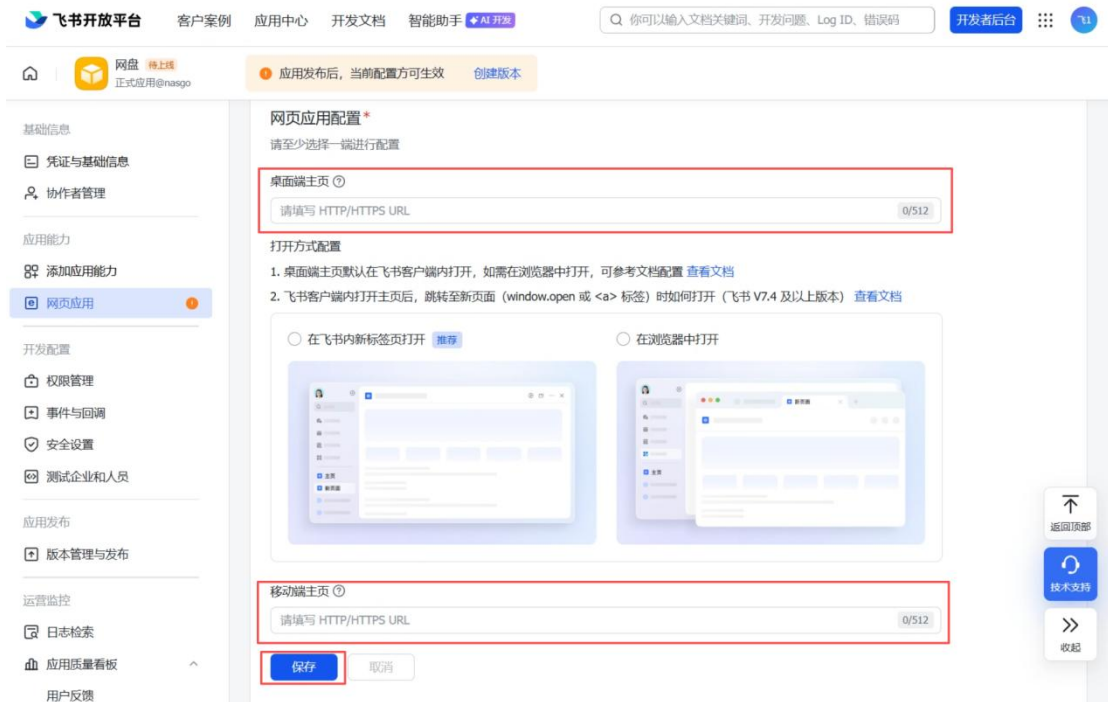 飞书开放平台 客户案例 应用中心 开发文档 智能助手 AI 开发 你可以输入文档关键词、开发问题、Log ID、错误码 开发者后台 飞1
网盘 待上线
正式应用@nasgo
应用发布后，当前配置方可生效 创建版本
基础信息
凭证与基础信息
协作者管理
应用能力
添加应用能力
网页应用
开发配置
权限管理
事件与回调
安全设置
测试企业和人员
应用发布
版本管理与发布
运营监控
日志检索
应用质量看板
用户反馈
网页应用配置*
请至少选择一端进行配置
桌面端主页
请填写 HTTP/HTTPS URL 0/512
打开方式配置
1. 桌面端主页默认在飞书客户端内打开，如需在浏览器中打开，可参考文档配置 查看文档
2. 飞书客户端内打开主页后，跳转至新页面（window.open 或 <a> 标签）时如何打开（飞书 V7.4 及以上版本） 查看文档
在飞书内新标签页打开 推荐
主页
新页面
在浏览器中打开
新页面
主页
移动端主页
请填写 HTTP/HTTPS URL 0/512
保存 取消
返回顶部
技术支持
收起